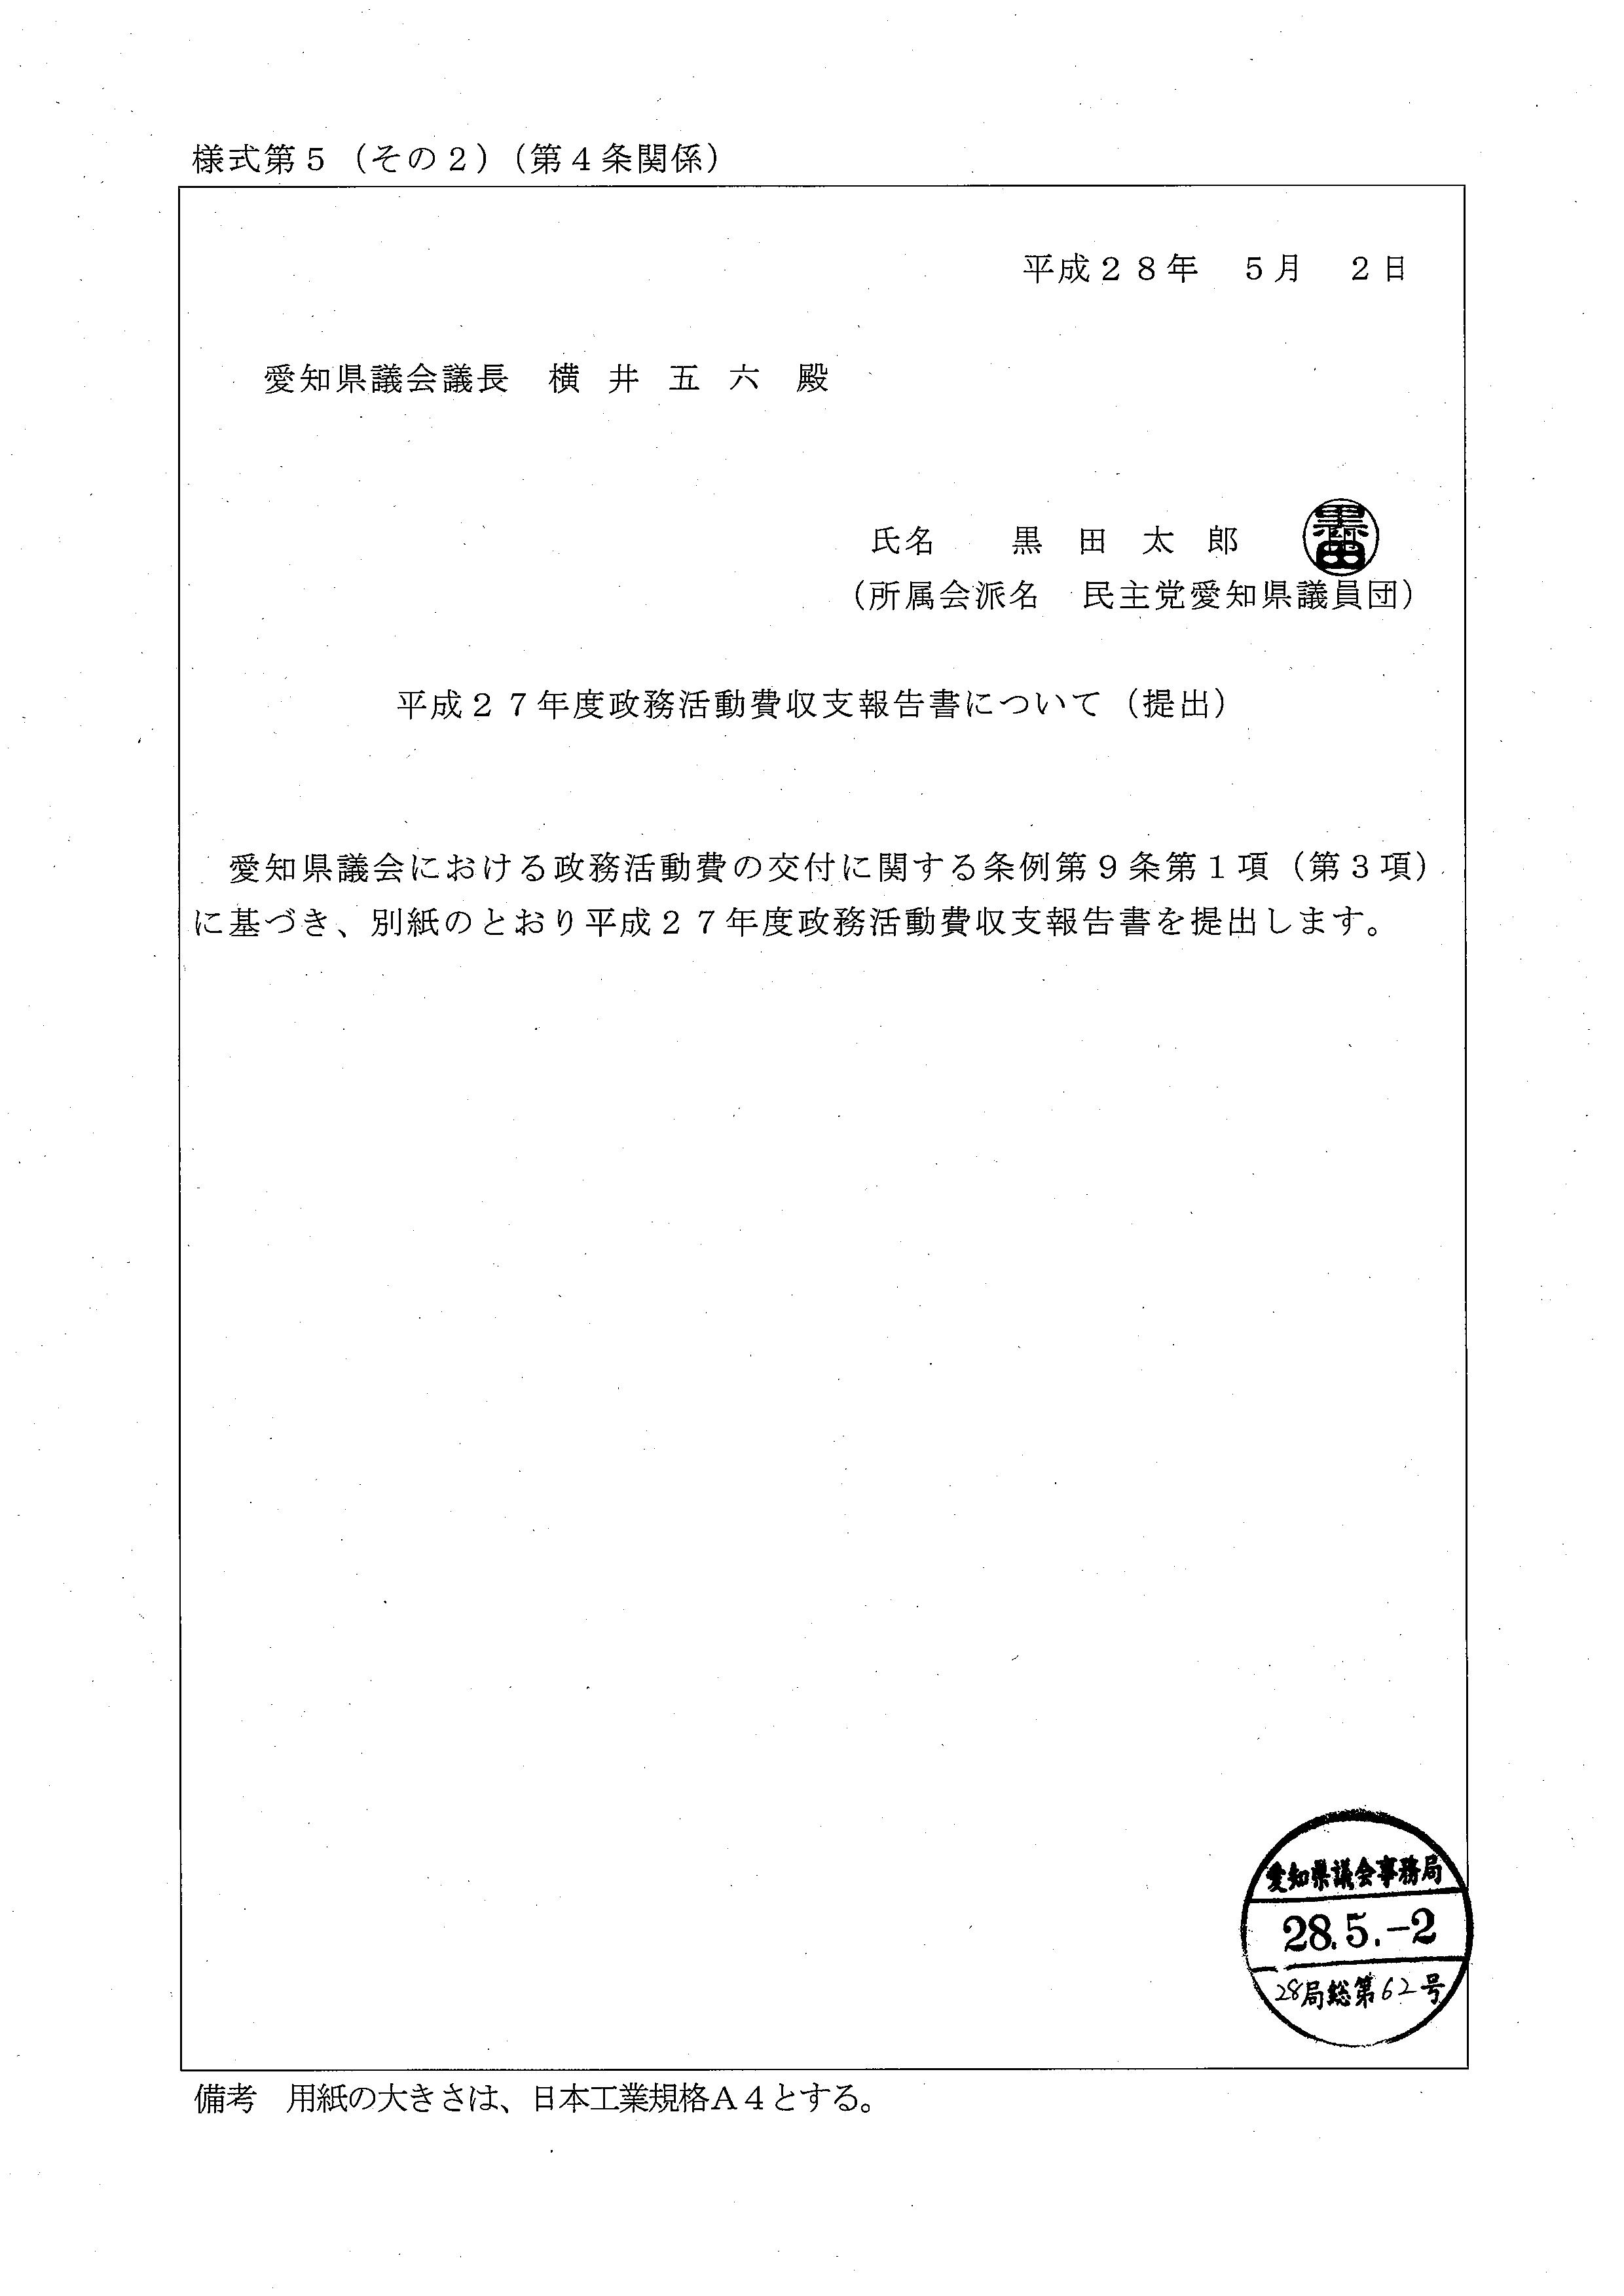 様式第５（その２）（第４条関係）
平成２８年　５月　２日
愛知県議会議長　横　井　五　六　殿
氏名　　黒　田　太　郎
黒田
（所属会派名　民主党愛知県議員団）
平成２７年度政務活動費収支報告書について（提出）
愛知県議会における政務活動費の交付に関する条例第９条第１項（第３項）
に基づき、別紙のとおり平成２７年度政務活動費収支報告書を提出します。
愛知県議会事務局
28.5.-2
28局総第62号
備考　用紙の大きさは、日本工業規格Ａ４とする。